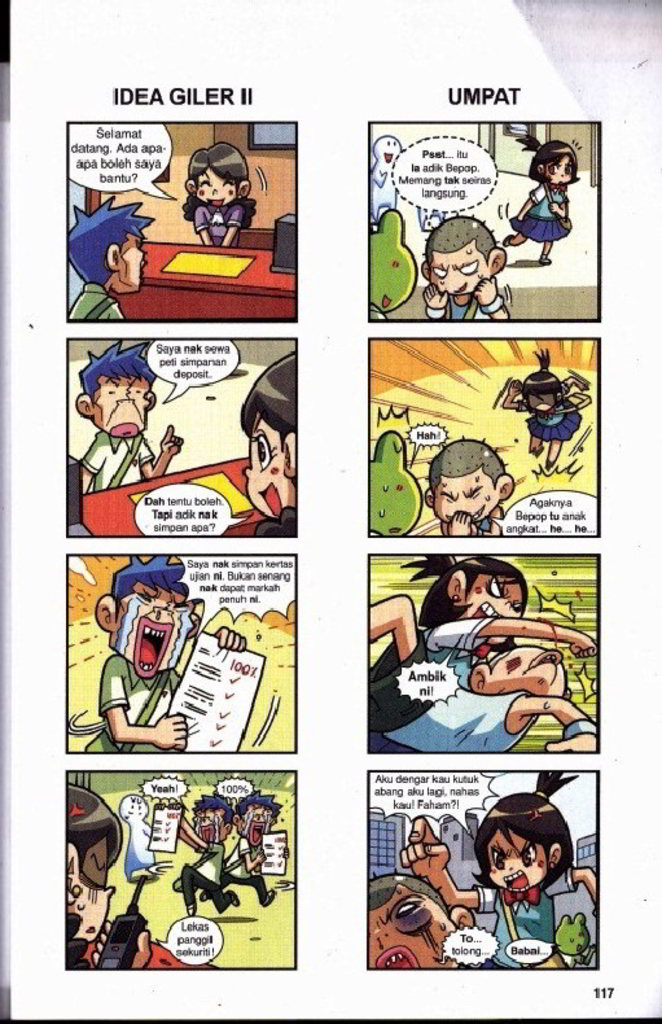 IDEA GILER II
Selamat
datang. Ada apa-
apa boleh saya
bantu?
Saya nak sewa
peti simpanan
deposit.
Dah tentu boleh.
Tapi adik nak
simpan apa?
Saya nak simpan kertas
ujian ni. Bukan senang
nak dapat markah
penuh ni.
100%
Yeah!
100%
Lekas
panggil
sekuriti!
UMPAT
Psst... itu
la adik Bepop.
Memang tak seiras
langsung.
Hah!
Agaknya
Bepop tu anak
angkat... he.... he...
Ambik
ni!
Aku dengar kau kutuk
abang aku lagi, nahas
kau! Faham?!
To...
tolong...
Babai...
117